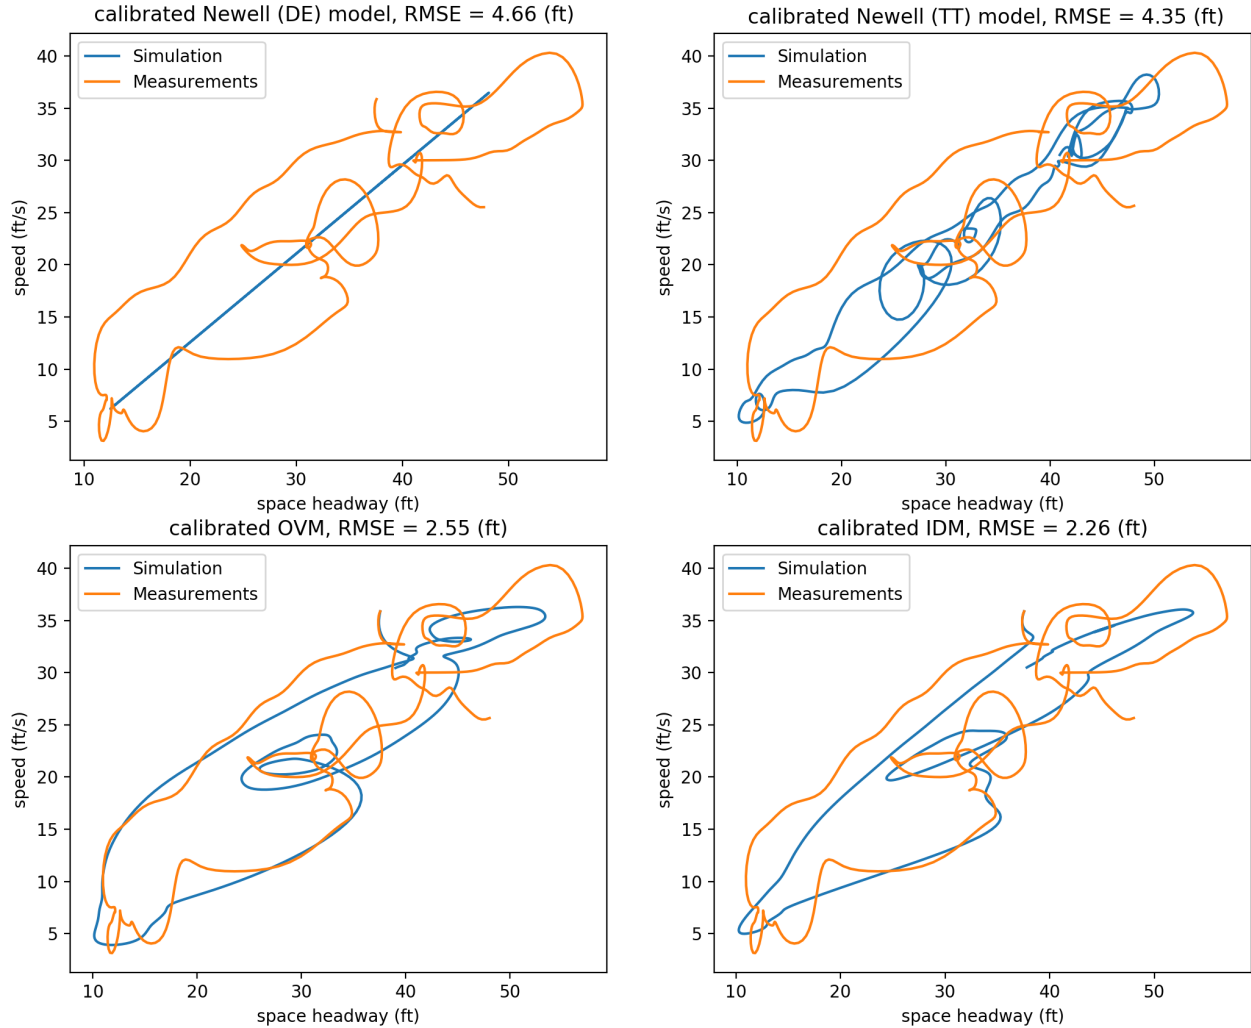 calibrated Newell (DE) model, RMSE = 4.66 (ft)
Simulation
Measurements
40
35
30
25
20
15
10
5
speed (ft/s)
10 20 30 40 50
space headway (ft)
calibrated Newell (TT) model, RMSE = 4.35 (ft)
Simulation
Measurements
40
35
30
25
20
15
10
5
speed (ft/s)
10 20 30 40 50
space headway (ft)
calibrated OVM, RMSE = 2.55 (ft)
Simulation
Measurements
40
35
30
25
20
15
10
5
speed (ft/s)
10 20 30 40 50
space headway (ft)
calibrated IDM, RMSE = 2.26 (ft)
Simulation
Measurements
40
35
30
25
20
15
10
5
speed (ft/s)
10 20 30 40 50
space headway (ft)